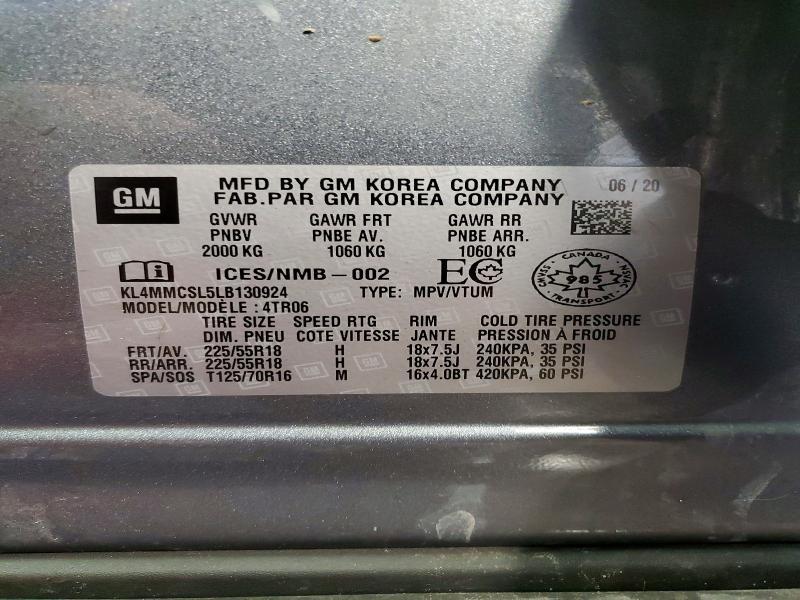 GM MFD BY GM KOREA COMPANY 06 / 20
FAB.PAR GM KOREA COMPANY
GVWR GAWR FRT GAWR RR
PNBV PNBE AV. PNBE ARR.
2000 KG 1060 KG 1060 KG
ICES/NMB-002 EC
CANADA
985
TRANSPORT
KL4MMCSL5LB130924 TYPE: MPV/VTUM
MODEL/MODÈLE : 4TR06
TIRE SIZE SPEED RTG RIM COLD TIRE PRESSURE
DIM. PNEU COTE VITESSE JANTE PRESSION À FROID
FRT/AV. 225/55R18 H 18x7.5J 240KPA, 35 PSI
RR/ARR. 225/55R18 H 18x7.5J 240KPA, 35 PSI
SPA/SOS T125/70R16 M 16x4.0BT 420KPA, 60 PSI